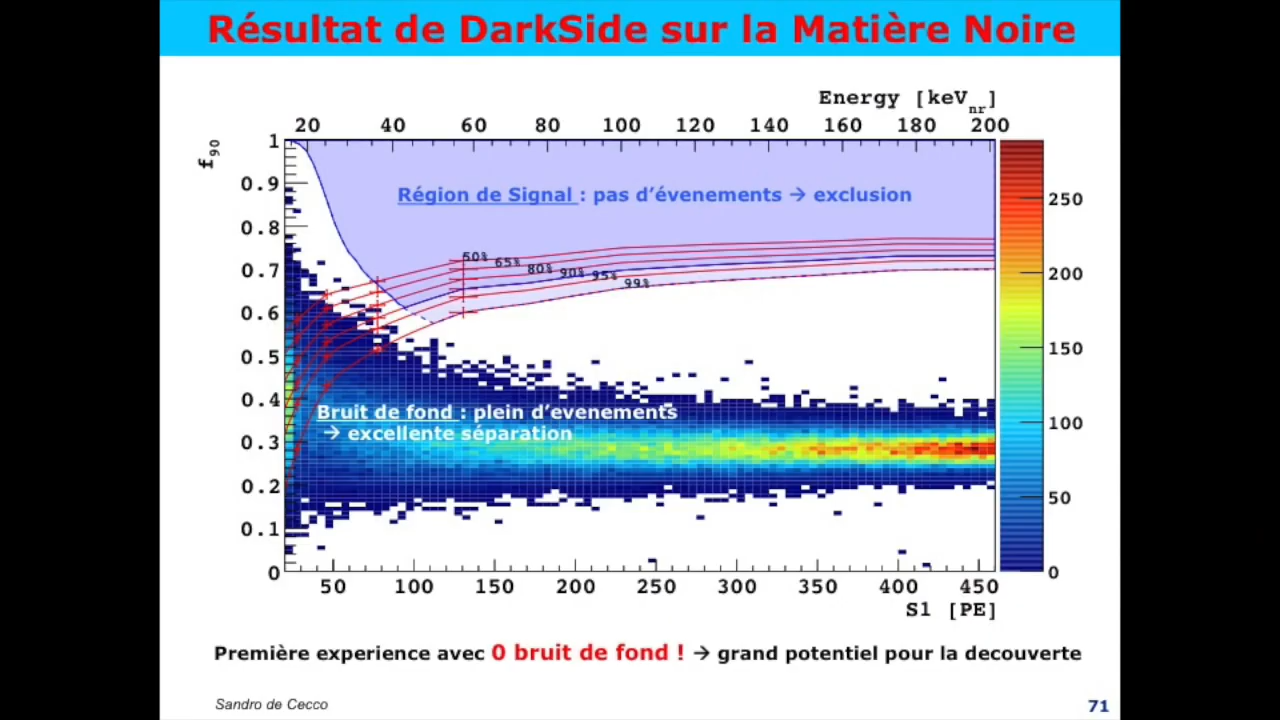 Résultat de DarkSide sur la Matière Noire
Energy [keVnr]
20 40 60 80 100 120 140 160 180 200
f90
1
0.9
0.8
0.7
0.6
0.5
0.4
0.3
0.2
0.1
0
Région de Signal : pas d’évenements → exclusion
50% 65% 80% 90% 95% 99%
Bruit de fond : plein d’evenements
→ excellente séparation
250
200
150
100
50
0
50 100 150 200 250 300 350 400 450
S1 [PE]
Première experience avec 0 bruit de fond ! → grand potentiel pour la decouverte
Sandro de Cecco
71